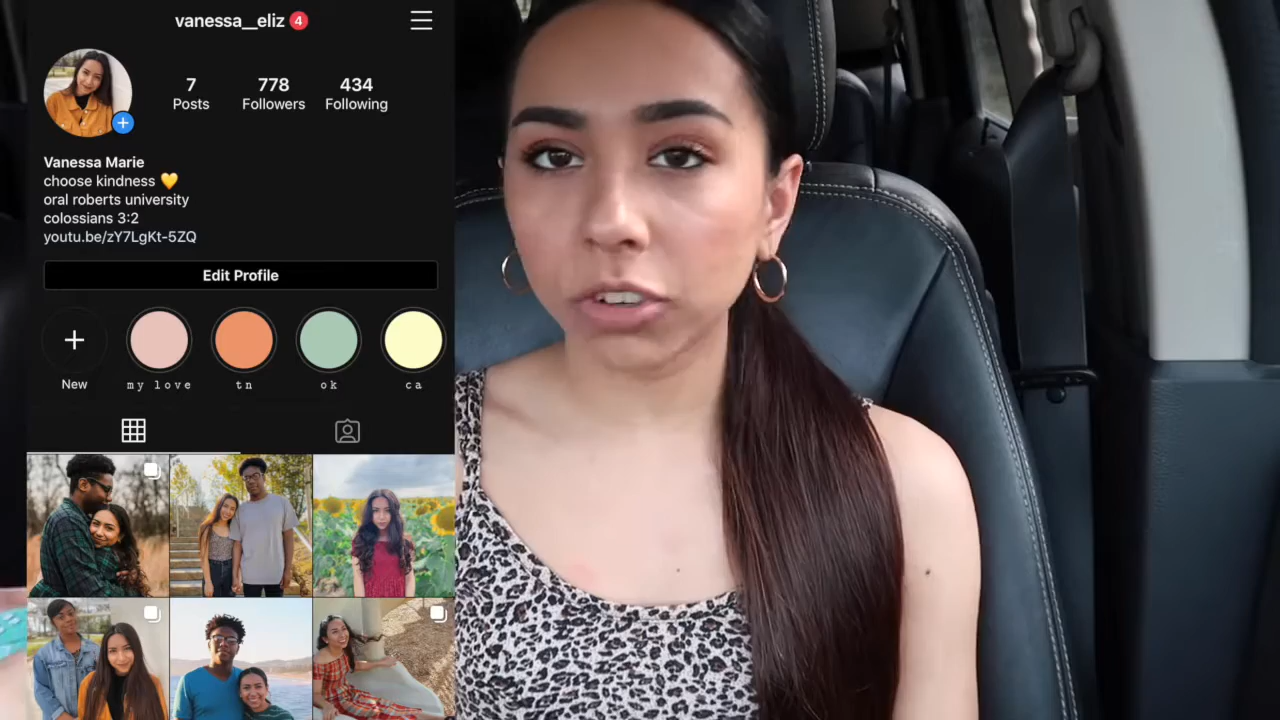 vanessa__eliz 4
7 778 434
Posts Followers Following
Vanessa Marie
choose kindness 💛
oral roberts university
colossians 3:2
youtu.be/zY7LgKt-5ZQ
Edit Profile
New my love tn ok ca